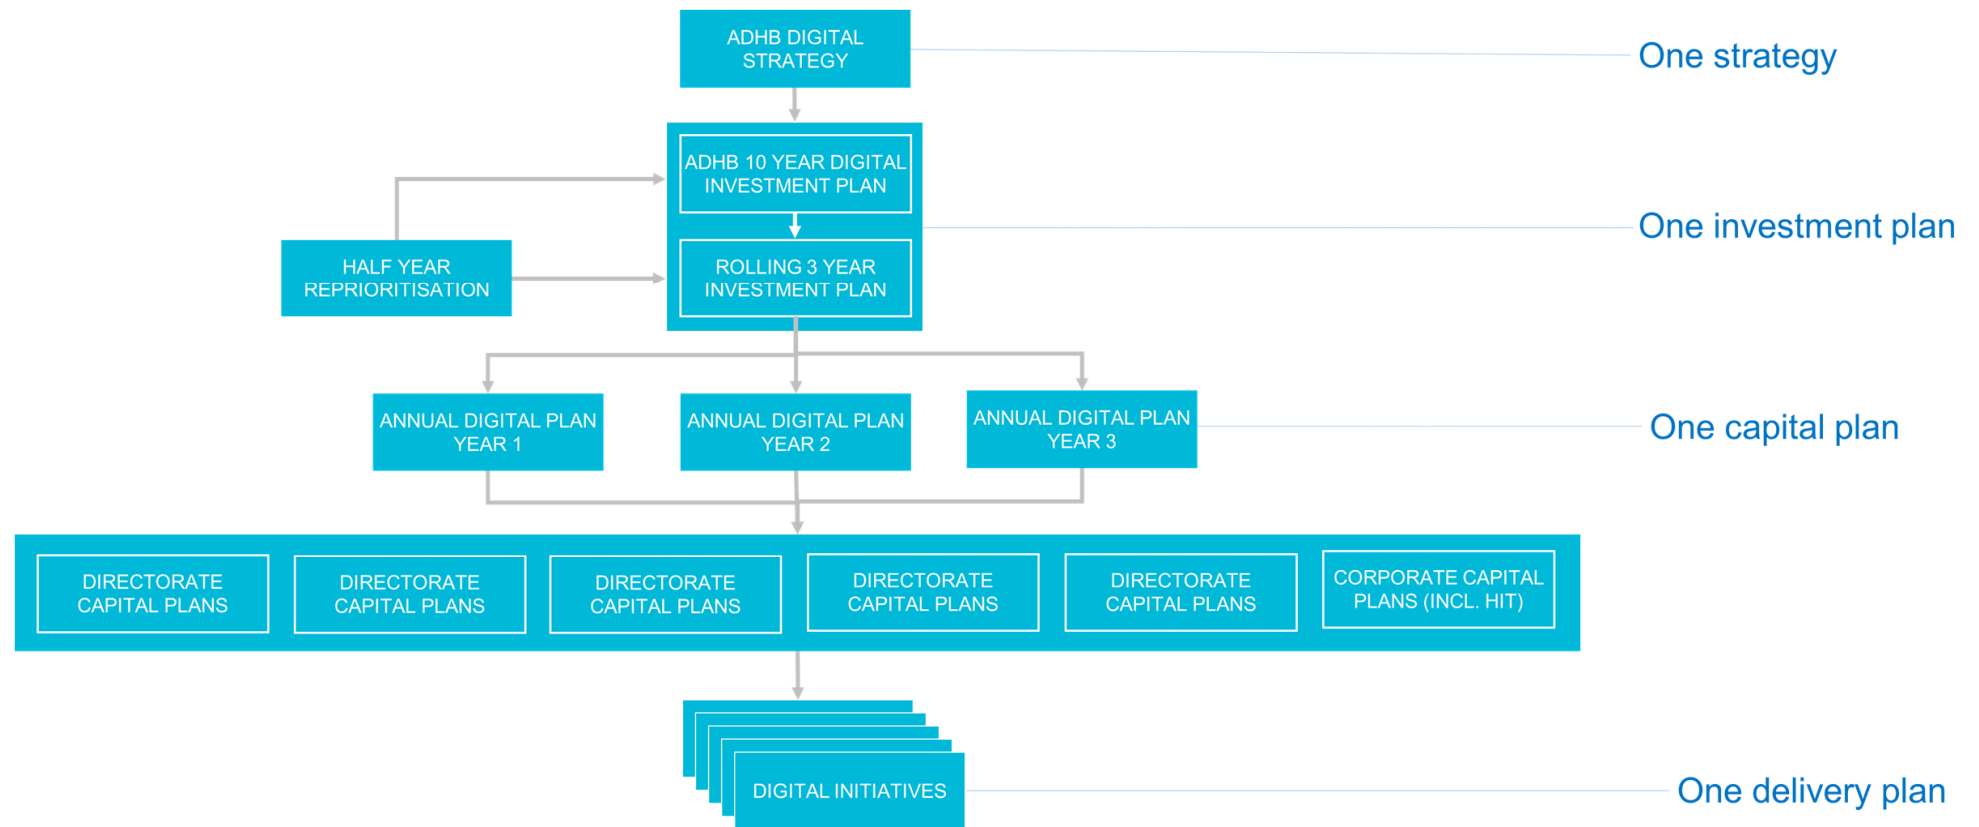 ADHB DIGITAL
STRATEGY
One strategy
ADHB 10 YEAR DIGITAL
INVESTMENT PLAN
One investment plan
HALF YEAR
REPRIORITISATION
ROLLING 3 YEAR
INVESTMENT PLAN
ANNUAL DIGITAL PLAN
YEAR 1
ANNUAL DIGITAL PLAN
YEAR 2
ANNUAL DIGITAL PLAN
YEAR 3
One capital plan
DIRECTORATE
CAPITAL PLANS
DIRECTORATE
CAPITAL PLANS
DIRECTORATE
CAPITAL PLANS
DIRECTORATE
CAPITAL PLANS
DIRECTORATE
CAPITAL PLANS
CORPORATE CAPITAL
PLANS (INCL. HIT)
DIGITAL INITIATIVES
One delivery plan